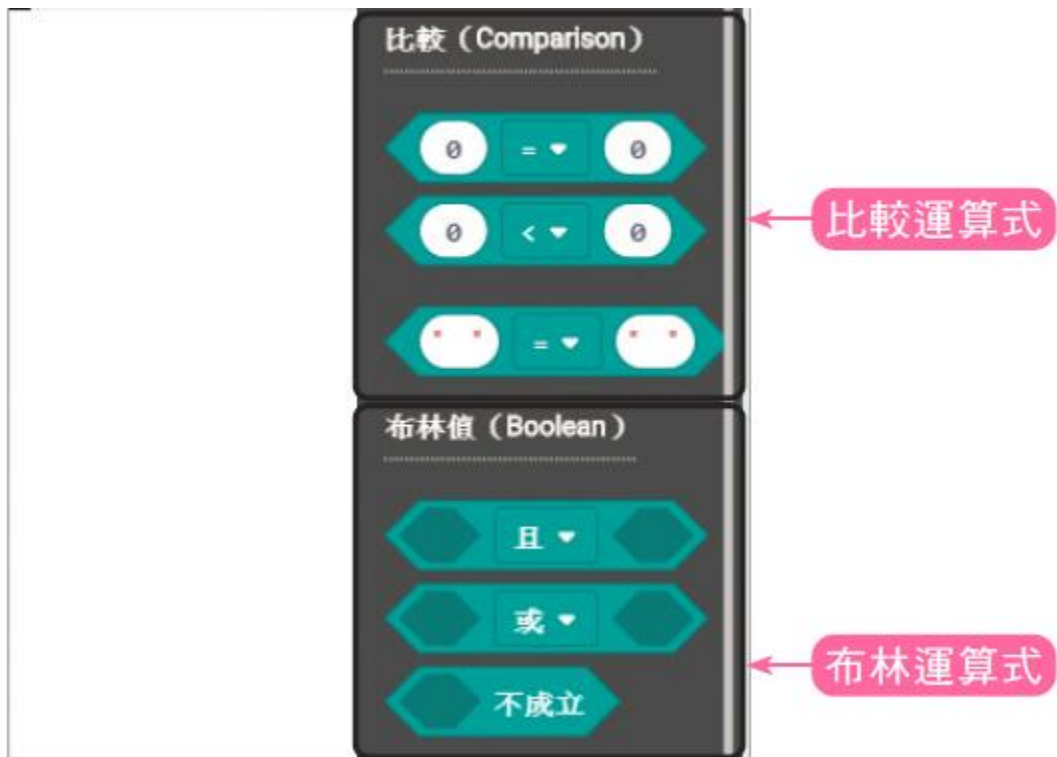 比較（Comparison）
0 = 0
0 < 0
" " = " "
比較運算式
布林值（Boolean）
且
或
不成立
布林運算式